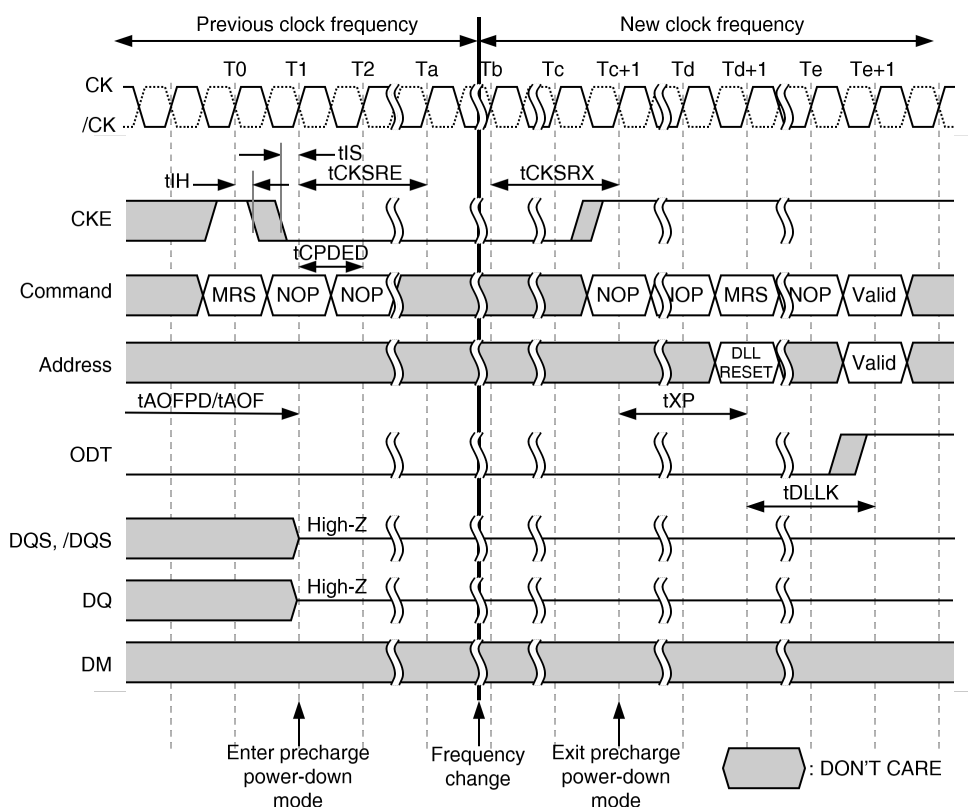 Previous clock frequency New clock frequency
T0 T1 T2 Ta Tb Tc Tc+1 Td Td+1 Te Te+1
CK
/CK
tIS
tIH tCKSRE tCKSRX
CKE
tCPDED
Command MRS NOP NOP NOP NOP MRS NOP Valid
Address DLL RESET Valid
tAOFPD/tAOF tXP
ODT
tDLLK
High-Z
DQS, /DQS
High-Z
DQ
DM
Enter precharge
power-down
mode
Frequency
change
Exit precharge
power-down
mode
: DON'T CARE